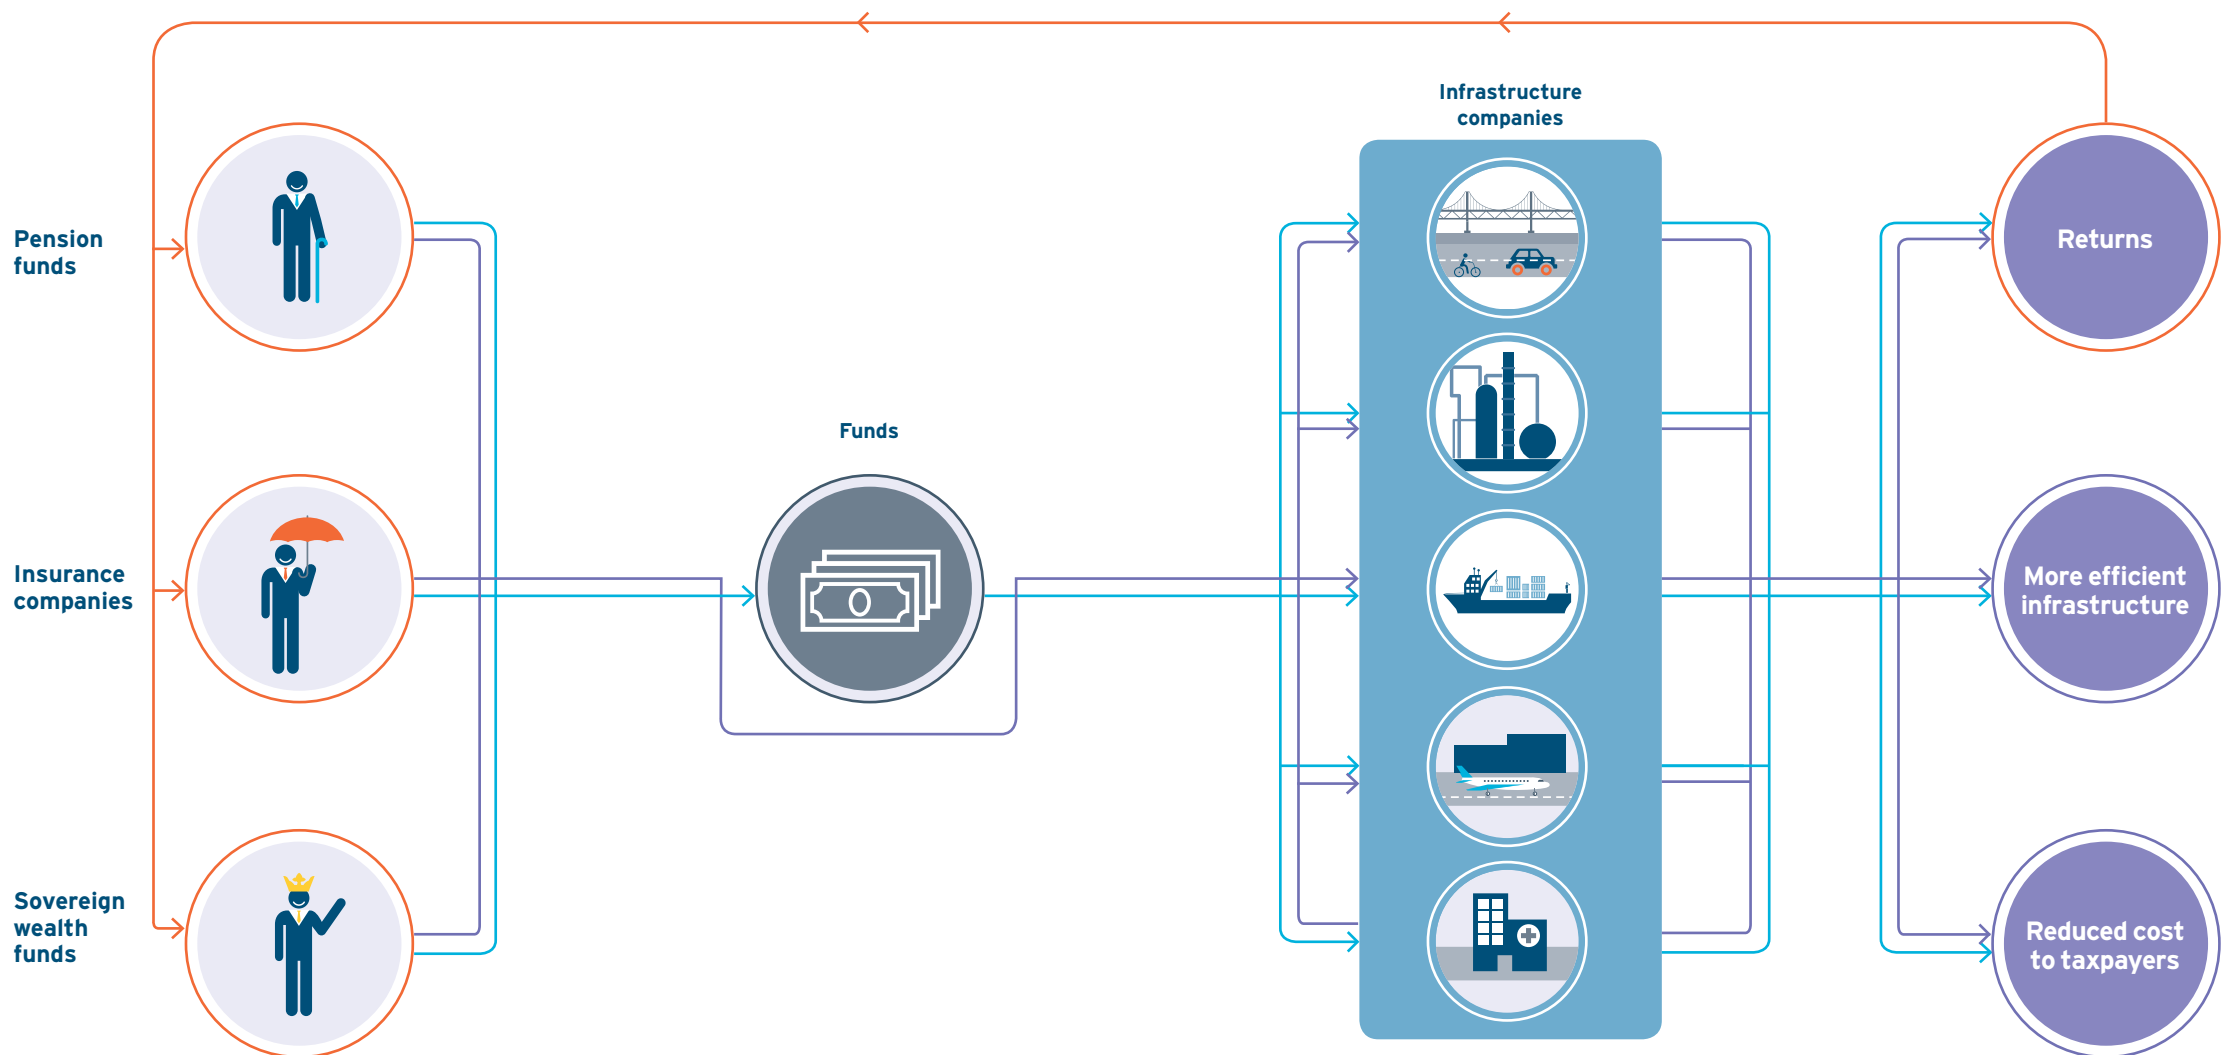 Infrastructure
companies
Pension
funds
Returns
Funds
Insurance
companies
More efficient
infrastructure
Sovereign
wealth
funds
Reduced cost
to taxpayers